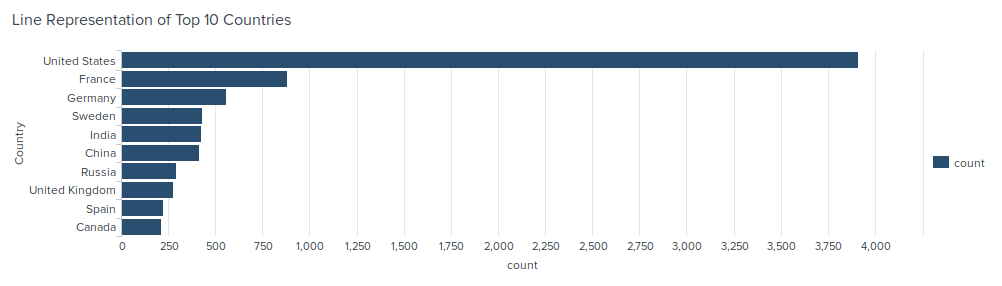 Line Representation of Top 10 Countries
Country
United States
France
Germany
Sweden
India
China
Russia
United Kingdom
Spain
Canada
0 250 500 750 1,000 1,250 1,500 1,750 2,000 2,250 2,500 2,750 3,000 3,250 3,500 3,750 4,000
count
count